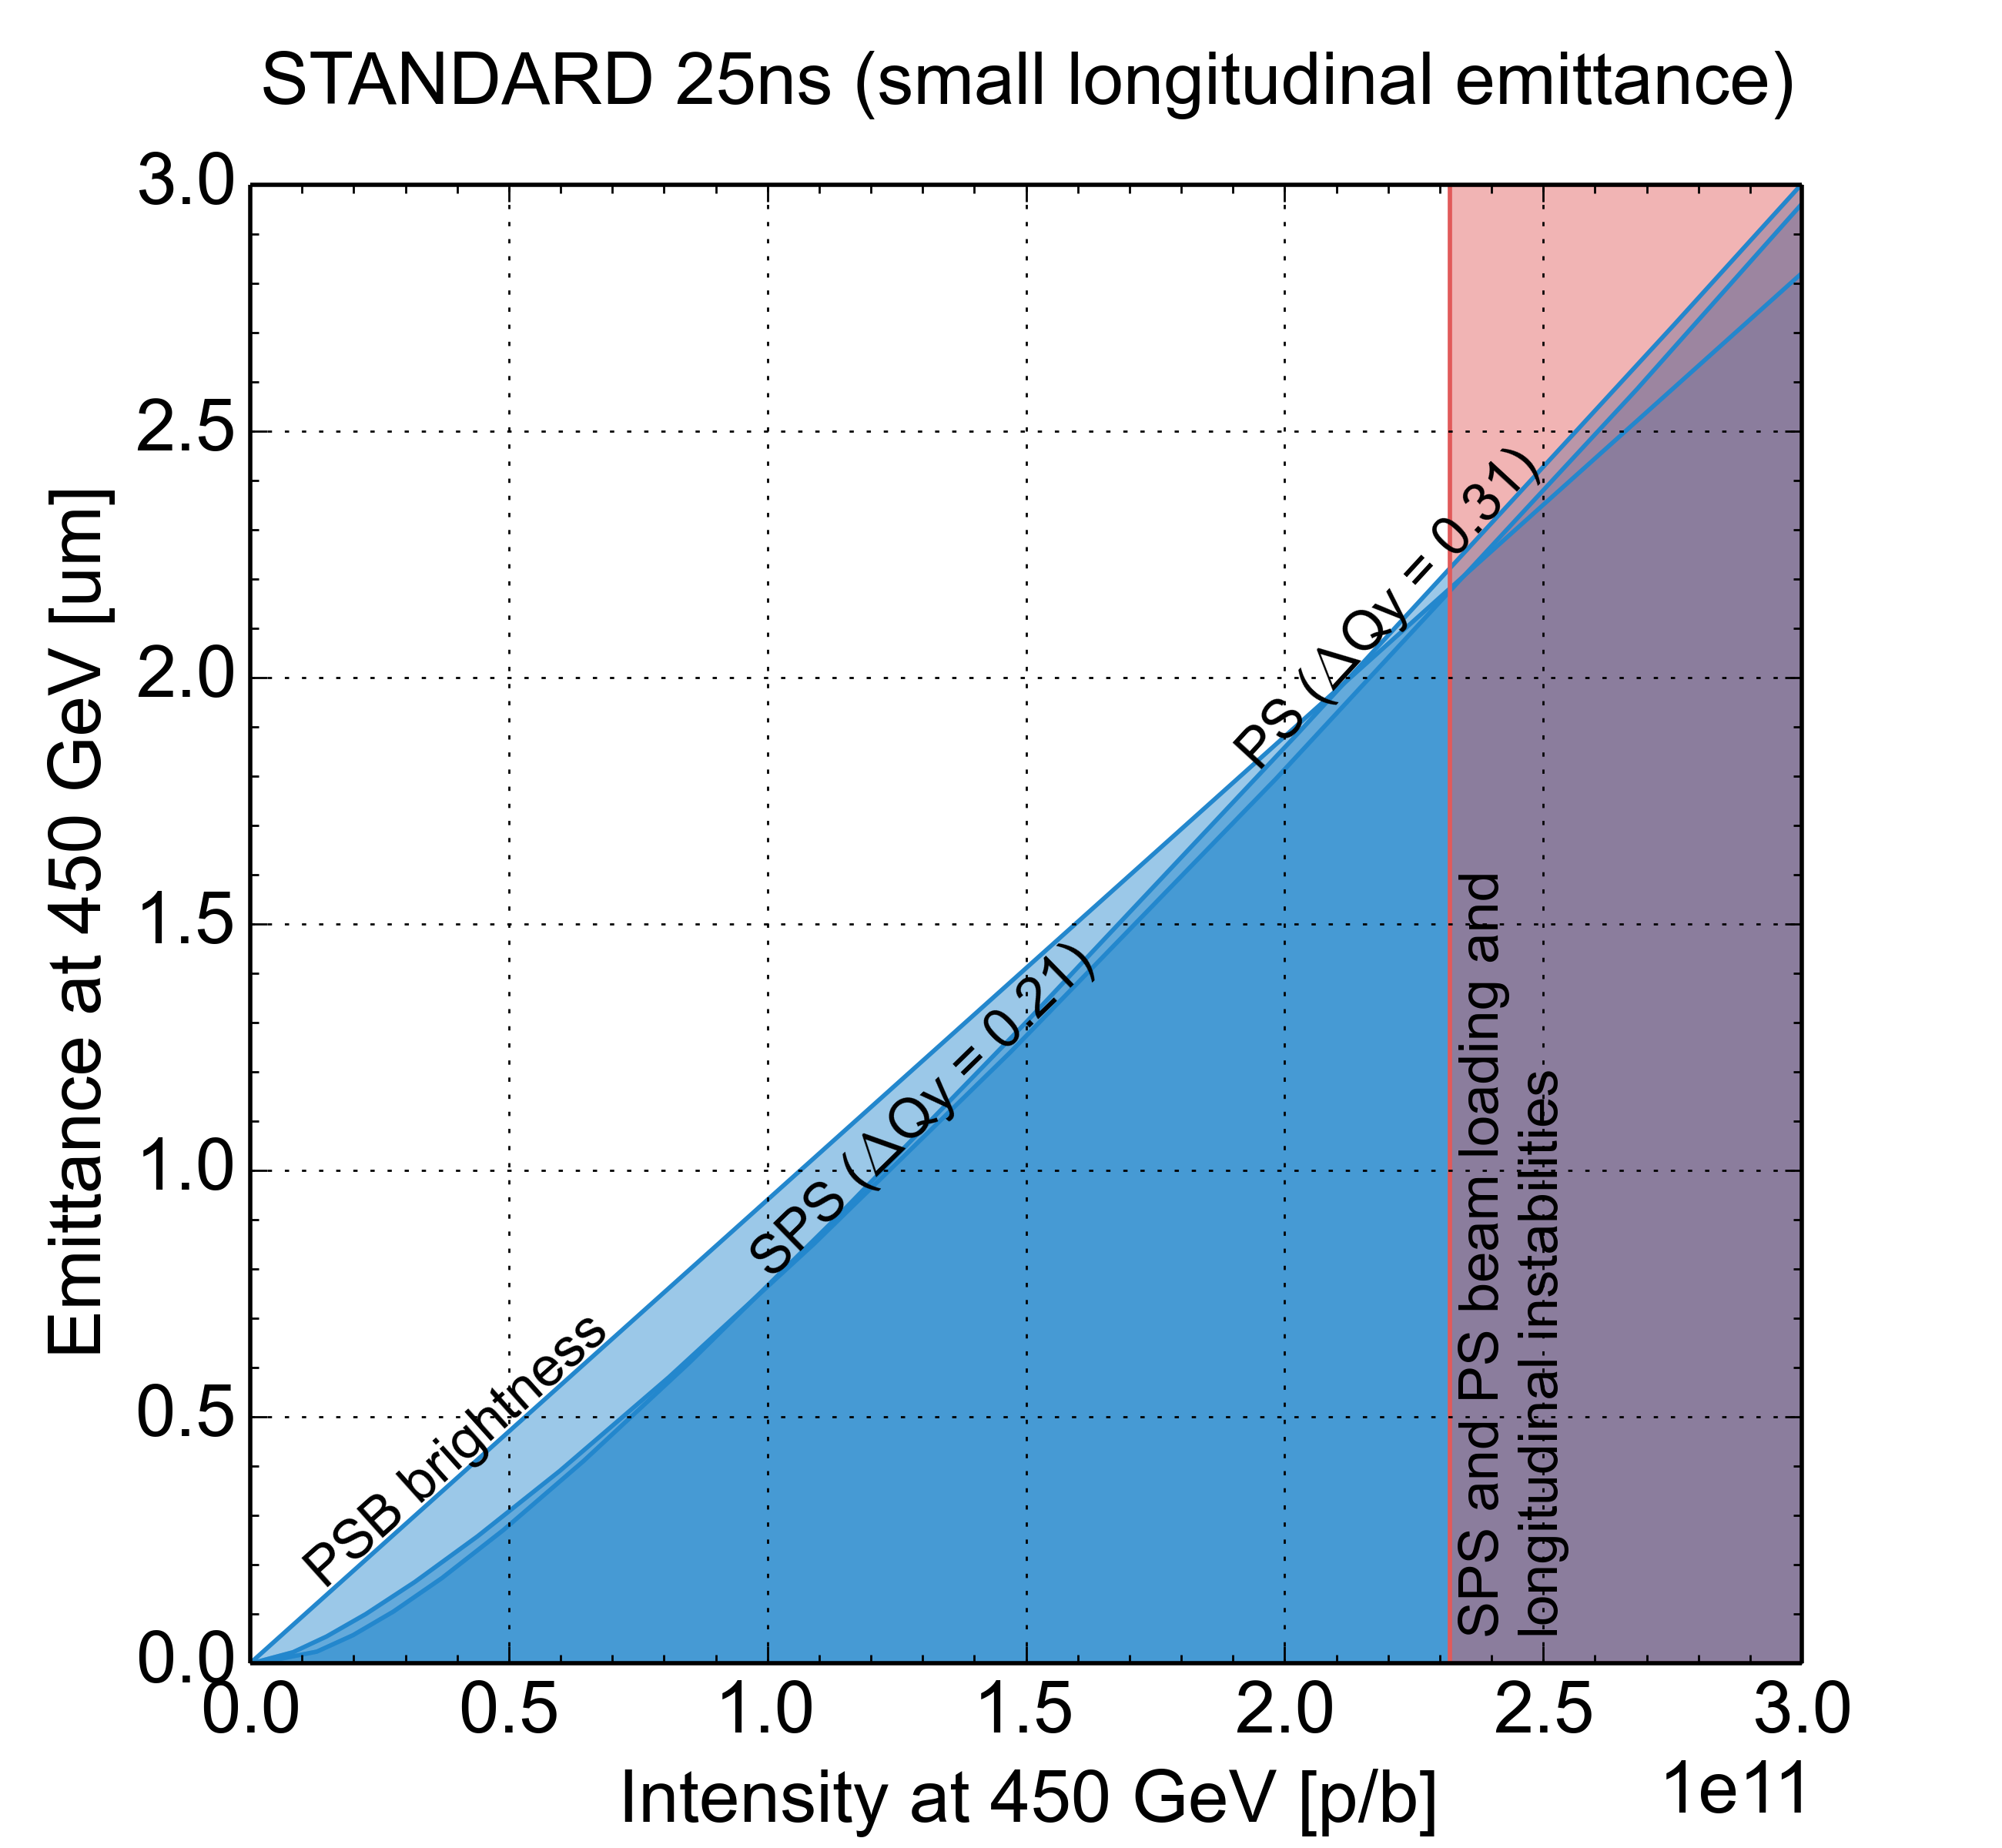 STANDARD 25ns (small longitudinal emittance)
3.0
2.5
2.0
1.5
1.0
0.5
0.0
Emittance at 450 GeV [um]
PSB brightness
SPS (ΔQy = 0.21)
PS (ΔQy = 0.31)
SPS and PS beam loading and
longitudinal instabilities
0.0 0.5 1.0 1.5 2.0 2.5 3.0
1e11
Intensity at 450 GeV [p/b]